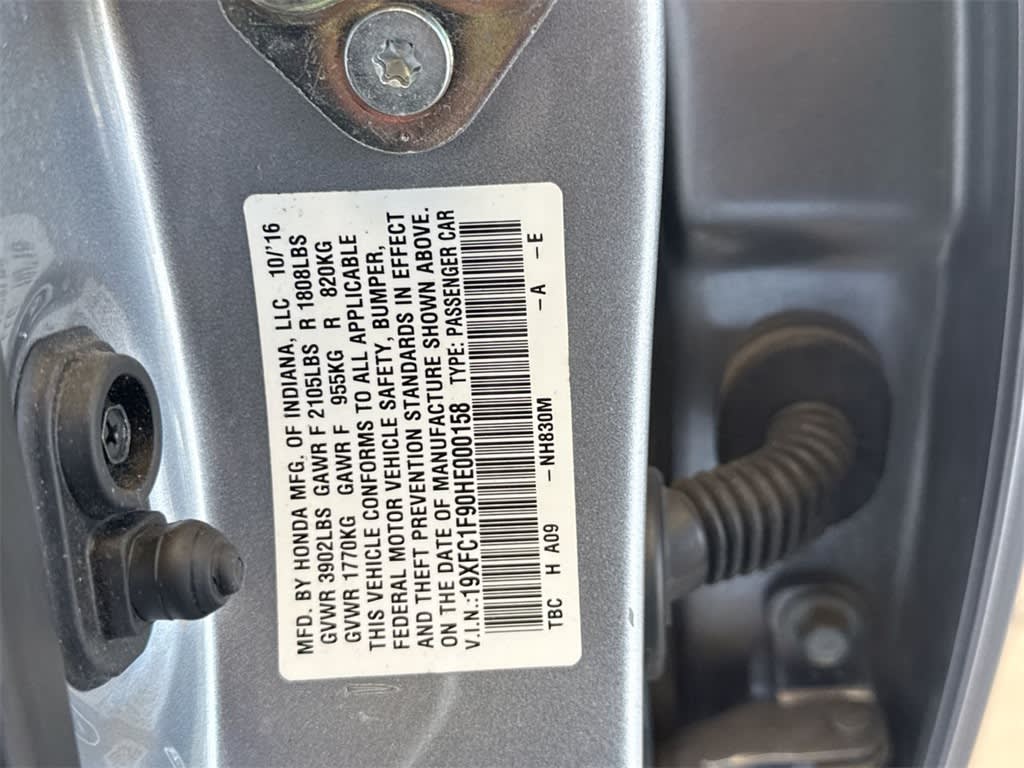 MFD. BY HONDA MFG. OF INDIANA, LLC 10/'16
GVWR 3902LBS GAWR F 2105LBS R 1808LBS
GVWR 1770KG GAWR F 955KG R 820KG
THIS VEHICLE CONFORMS TO ALL APPLICABLE
FEDERAL MOTOR VEHICLE SAFETY, BUMPER,
AND THEFT PREVENTION STANDARDS IN EFFECT
ON THE DATE OF MANUFACTURE SHOWN ABOVE.
V.I.N.:19XFC1F90HE000158 TYPE: PASSENGER CAR
TBC H A09 -NH830M -A -E